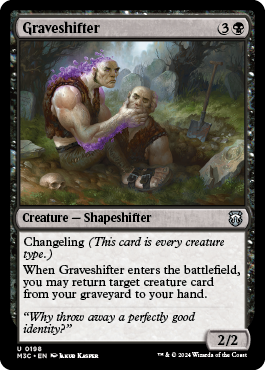 Graveshifter 3
Creature — Shapeshifter
Changeling (This card is every creature
type.)
When Graveshifter enters the battlefield,
you may return target creature card
from your graveyard to your hand.
“Why throw away a perfectly good
identity?”
2/2
U 0198
M3C • EN Jakub Kasper
™ & © 2024 Wizards of the Coast